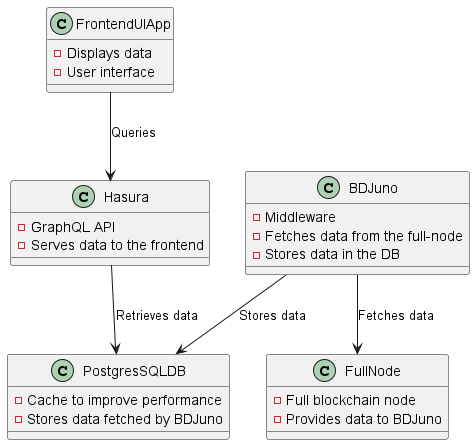 C FrontendUIApp
Displays data
User interface
Queries
C Hasura
GraphQL API
Serves data to the frontend
C BDJuno
Middleware
Fetches data from the full-node
Stores data in the DB
Retrieves data
Stores data
Fetches data
C PostgresSQLDB
Cache to improve performance
Stores data fetched by BDJuno
C FullNode
Full blockchain node
Provides data to BDJuno